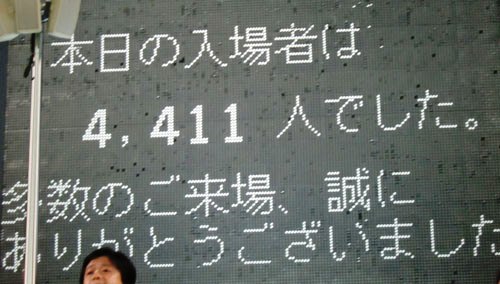 本日の入場者は
4,411 人でした。
多数のご来場、誠に
ありがとうございました